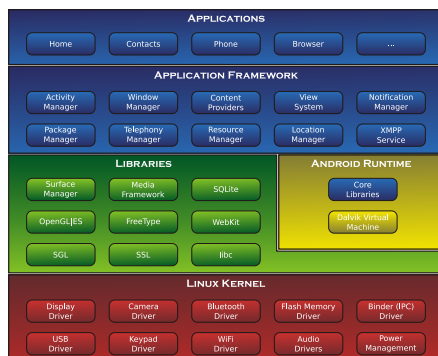 APPLICATIONS
Home
Contacts
Phone
Browser
...
APPLICATION FRAMEWORK
Activity
Manager
Window
Manager
Content
Providers
View
System
Notification
Manager
Package
Manager
Telephony
Manager
Resource
Manager
Location
Manager
XMPP
Service
LIBRARIES
Surface
Manager
Media
Framework
SQLite
OpenGL|ES
FreeType
WebKit
SGL
SSL
libc
ANDROID RUNTIME
Core
Libraries
Dalvik Virtual
Machine
LINUX KERNEL
Display
Driver
Camera
Driver
Bluetooth
Driver
Flash Memory
Driver
Binder (IPC)
Driver
USB
Driver
Keypad
Driver
WiFi
Driver
Audio
Drivers
Power
Management